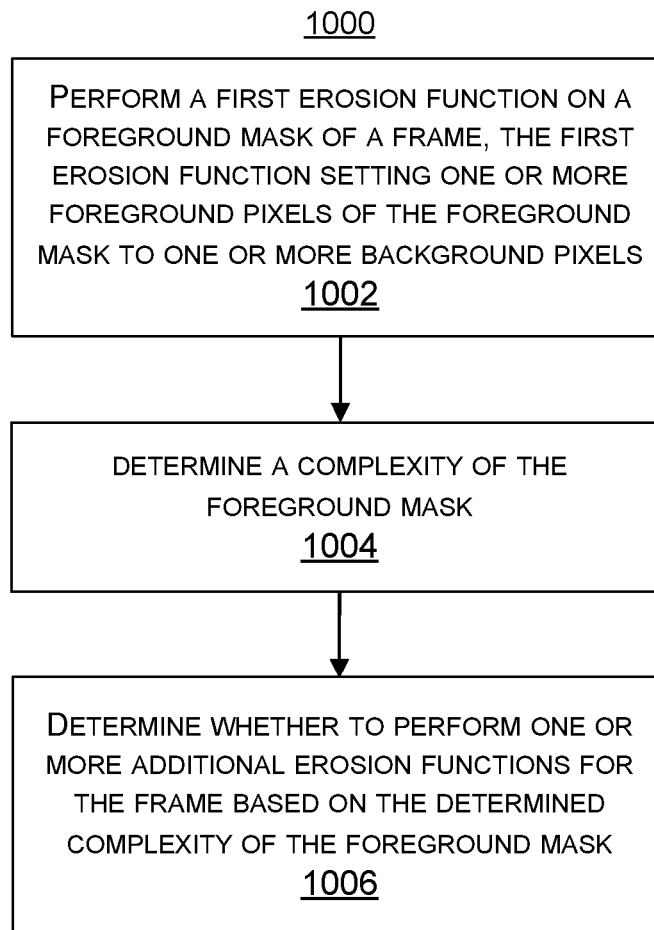 1000
PERFORM A FIRST EROSION FUNCTION ON A
FOREGROUND MASK OF A FRAME, THE FIRST
EROSION FUNCTION SETTING ONE OR MORE
FOREGROUND PIXELS OF THE FOREGROUND
MASK TO ONE OR MORE BACKGROUND PIXELS
1002
DETERMINE A COMPLEXITY OF THE
FOREGROUND MASK
1004
DETERMINE WHETHER TO PERFORM ONE OR
MORE ADDITIONAL EROSION FUNCTIONS FOR
THE FRAME BASED ON THE DETERMINED
COMPLEXITY OF THE FOREGROUND MASK
1006